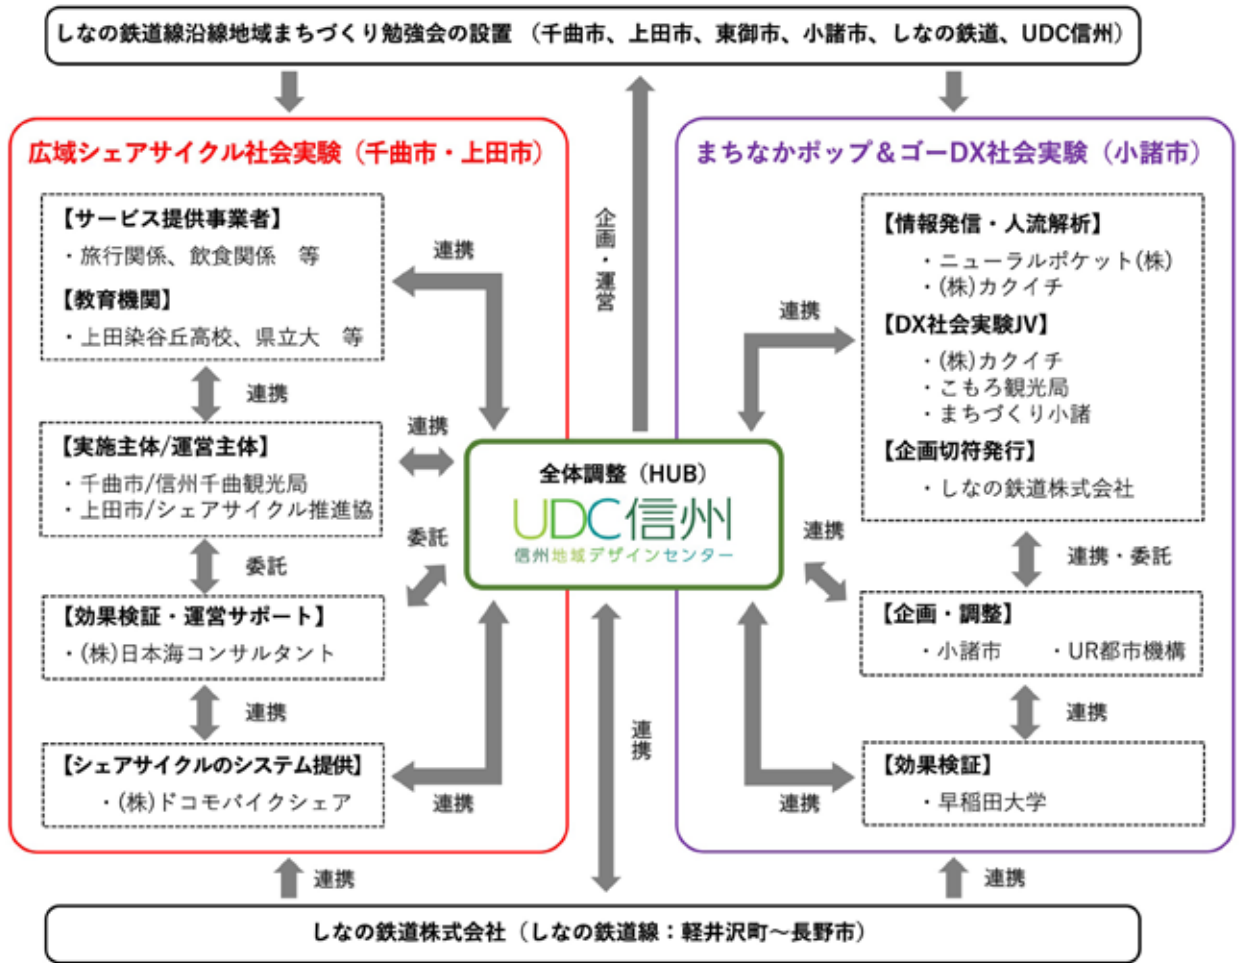 しなの鉄道線沿線地域まちづくり勉強会の設置 （千曲市、上田市、東御市、小諸市、しなの鉄道、UDC信州）
広域シェアサイクル社会実験（千曲市・上田市）
【サービス提供事業者】
・旅行関係、飲食関係　等
【教育機関】
・上田染谷丘高校、県立大　等
連携
連携
【実施主体/運営主体】
・千曲市/信州千曲観光局
・上田市/シェアサイクル推進協
連携
委託
委託
【効果検証・運営サポート】
・(株)日本海コンサルタント
連携
【シェアサイクルのシステム提供】
・(株)ドコモバイクシェア
連携
企画・運営
全体調整（HUB）
UDC信州
信州地域デザインセンター
連携
まちなかポップ＆ゴーDX社会実験（小諸市）
【情報発信・人流解析】
・ニューラルポケット(株)
・(株)カクイチ
連携
【DX社会実験JV】
・(株)カクイチ
・こもろ観光局
・まちづくり小諸
【企画切符発行】
・しなの鉄道株式会社
連携
連携・委託
【企画・調整】
・小諸市　　・UR都市機構
連携
【効果検証】
・早稲田大学
連携
連携
連携
しなの鉄道株式会社（しなの鉄道線：軽井沢町～長野市）